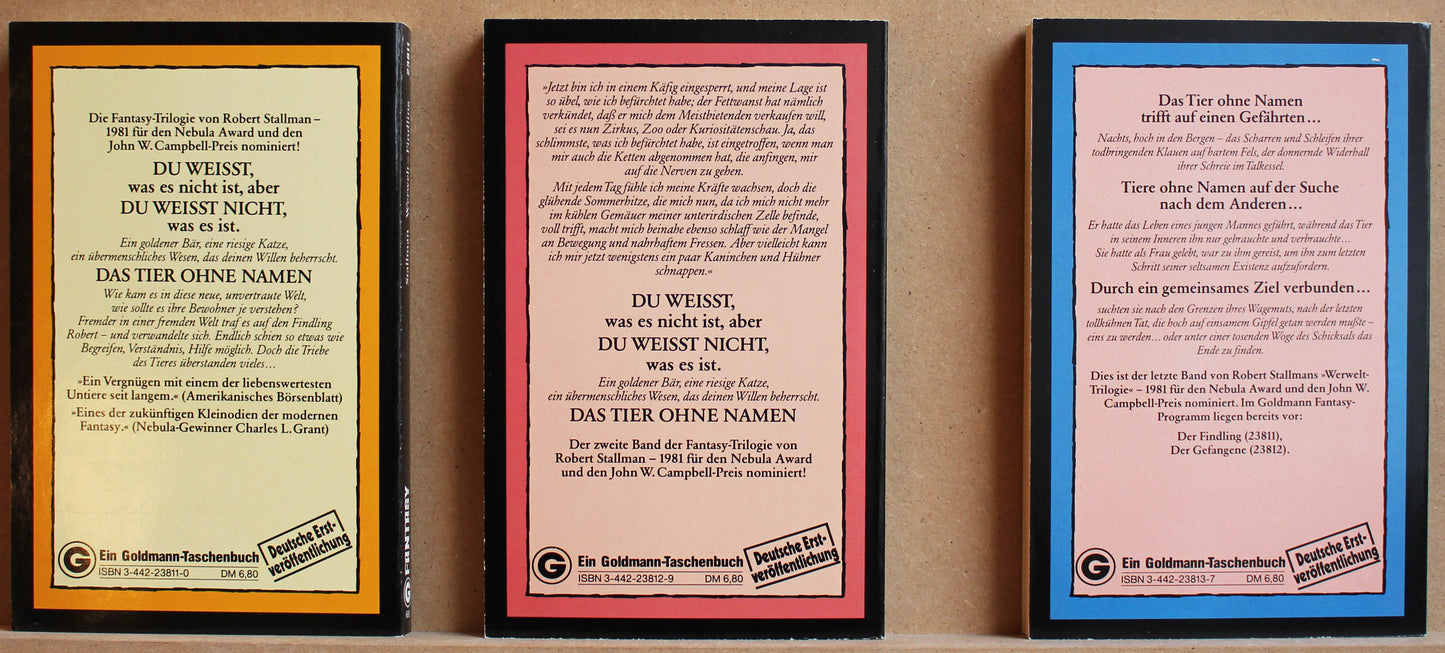 Die Fantasy-Trilogie von Robert Stallman –
1981 für den Nebula Award und den
John W. Campbell-Preis nominiert!
DU WEISST,
was es nicht ist, aber
DU WEISST NICHT,
was es ist.
Ein goldener Bär, eine riesige Katze,
ein übermenschliches Wesen, das deinen Willen beherrscht.
DAS TIER OHNE NAMEN
Wie kam es in diese neue, unvertraute Welt,
wie sollte es ihre Bewohner je verstehen?
Fremder in einer fremden Welt traf es auf den Findling
Robert – und verwandelte sich. Endlich schien so etwas wie
Begreifen, Verständnis, Hilfe möglich. Doch die Triebe
des Tieres überstanden vieles…
»Ein Vergnügen mit einem der liebenswertesten
Untiere seit langem.« (Amerikanisches Börsenblatt)
»Eines der zukünftigen Kleinodien der modernen
Fantasy.« (Nebula-Gewinner Charles L. Grant)
G Ein Goldmann-Taschenbuch
ISBN 3-442-23811-0 DM 6,80
Deutsche Erst-
veröffentlichung
FANTASY
»Jetzt bin ich in einem Käfig eingesperrt, und meine Lage ist
so übel, wie ich befürchtet habe; der Fettwanst hat nämlich
verkündet, daß er mich dem Meistbietenden verkaufen will,
sei es nun Zirkus, Zoo oder Kuriositätenschau. Ja, das
schlimmste, was ich befürchtet habe, ist eingetroffen, wenn man
mir auch die Ketten abgenommen hat, die anfingen, mir
auf die Nerven zu gehen.
Mit jedem Tag fühle ich meine Kräfte wachsen, doch die
glühende Sommerhitze, die mich nun, da ich mich nicht mehr
im kühlen Gemäuer meiner unterirdischen Zelle befinde,
voll trifft, macht mich beinahe ebenso schlaff wie der Mangel
an Bewegung und nahrhaftem Fressen. Aber vielleicht kann
ich mir jetzt wenigstens ein paar Kaninchen und Hühner
schnappen.«
DU WEISST,
was es nicht ist, aber
DU WEISST NICHT,
was es ist.
Ein goldener Bär, eine riesige Katze,
ein übermenschliches Wesen, das deinen Willen beherrscht.
DAS TIER OHNE NAMEN
Der zweite Band der Fantasy-Trilogie von
Robert Stallman – 1981 für den Nebula Award
und den John W. Campbell-Preis nominiert!
G Ein Goldmann-Taschenbuch
ISBN 3-442-23812-9 DM 6,80
Deutsche Erst-
veröffentlichung
Das Tier ohne Namen
trifft auf einen Gefährten…
Nachts, hoch in den Bergen – das Scharren und Schleifen ihrer
todbringenden Klauen auf hartem Fels, der donnernde Widerhall
ihrer Schreie im Talkessel.
Tiere ohne Namen auf der Suche
nach dem Anderen…
Er hatte das Leben eines jungen Mannes geführt, während das Tier
in seinem Inneren ihn nur gebrauchte und verbrauchte…
Sie hatte als Frau gelebt, war zu ihm gereist, um ihn zum letzten
Schritt seiner seltsamen Existenz aufzufordern.
Durch ein gemeinsames Ziel verbunden…
suchten sie nach den Grenzen ihres Wagemuts, nach der letzten
tollkühnen Tat, die hoch auf einsamem Gipfel getan werden mußte –
eins zu werden… oder unter einer tosenden Woge des Schicksals das
Ende zu finden.
Dies ist der letzte Band von Robert Stallmans »Werwelt-
Trilogie« – 1981 für den Nebula Award und den John W.
Campbell-Preis nominiert. Im Goldmann Fantasy-
Programm liegen bereits vor:
Der Findling (23811),
Der Gefangene (23812).
G Ein Goldmann-Taschenbuch
ISBN 3-442-23813-7 DM 6,80
Deutsche Erst-
veröffentlichung